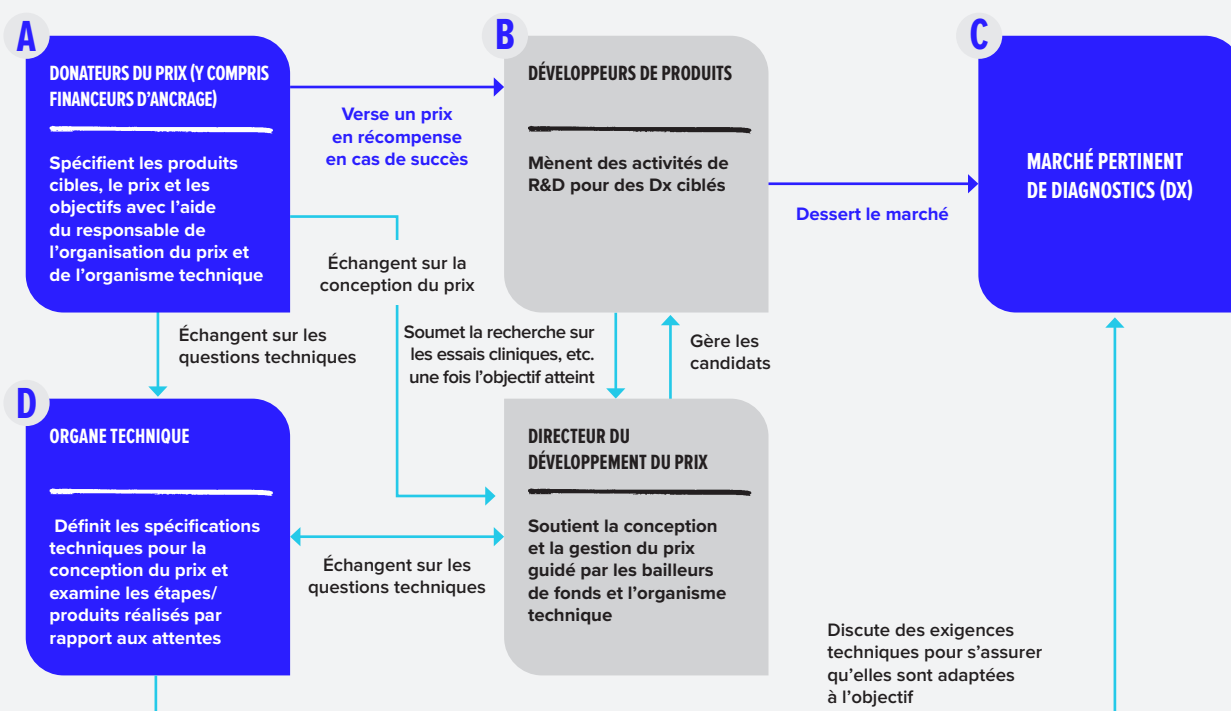 A
DONATEURS DU PRIX (Y COMPRIS
FINANCEURS D'ANCRAGE)
Spécifient les produits
cibles, le prix et les
objectifs avec l'aide
du responsable de
l'organisation du prix et
de l'organisme technique
Verse un prix
en récompense
en cas de succès
B
DÉVELOPPEURS DE PRODUITS
Mènent des activités de
R&D pour des Dx ciblés
Dessert le marché
C
MARCHÉ PERTINENT
DE DIAGNOSTICS (DX)
Échangent sur la
conception du prix
Échangent sur les
questions techniques
Soumet la recherche sur
les essais cliniques, etc.
une fois l'objectif atteint
Gère les
candidats
D
ORGANE TECHNIQUE
Définit les spécifications
techniques pour la
conception du prix et
examine les étapes/
produits réalisés par
rapport aux attentes
Échangent sur les
questions techniques
DIRECTEUR DU
DÉVELOPPEMENT DU PRIX
Soutient la conception
et la gestion du prix
guidé par les bailleurs
de fonds et l'organisme
technique
Discute des exigences
techniques pour s'assurer
qu'elles sont adaptées
à l'objectif